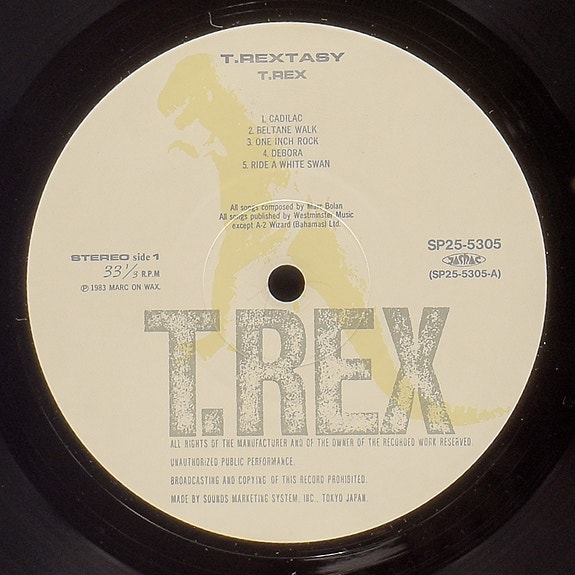 T.REXTASY
T.REX
1. CADILAC
2. BELTANE WALK
3. ONE INCH ROCK
4. DEBORA
5. RIDE A WHITE SWAN
All songs composed by Marc Bolan
All songs published by Westminster Music
except A-2 Wizard (Bahamas) Ltd.
STEREO side 1
33 1/3 R.P.M
℗ 1983 MARC ON WAX.
SP25-5305
JASRAC
(SP25-5305-A)
T.REX
ALL RIGHTS OF THE MANUFACTURER AND OF THE OWNER OF THE RECORDED WORK RESERVED.
UNAUTHORIZED PUBLIC PERFORMANCE.
BROADCASTING AND COPYING OF THIS RECORD PROHIBITED.
MADE BY SOUNDS MARKETING SYSTEM, INC., TOKYO JAPAN.